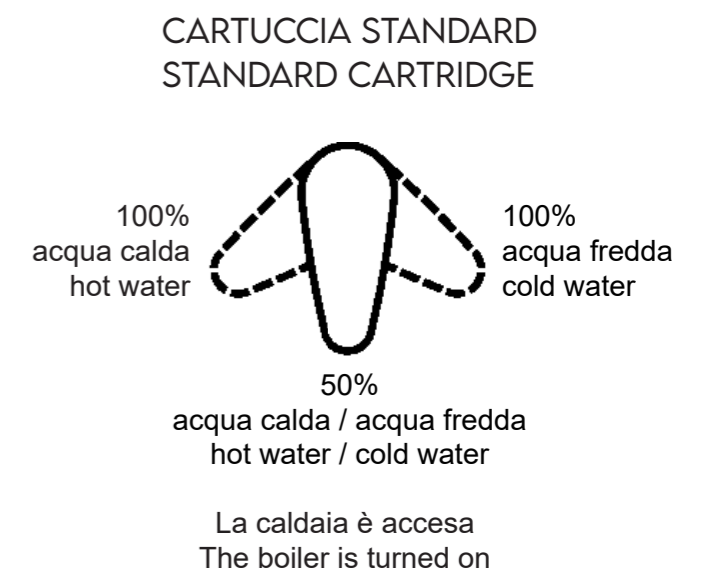 CARTUCCIA STANDARD
STANDARD CARTRIDGE
100%
acqua calda
hot water
100%
acqua fredda
cold water
50%
acqua calda / acqua fredda
hot water / cold water
La caldaia è accesa
The boiler is turned on